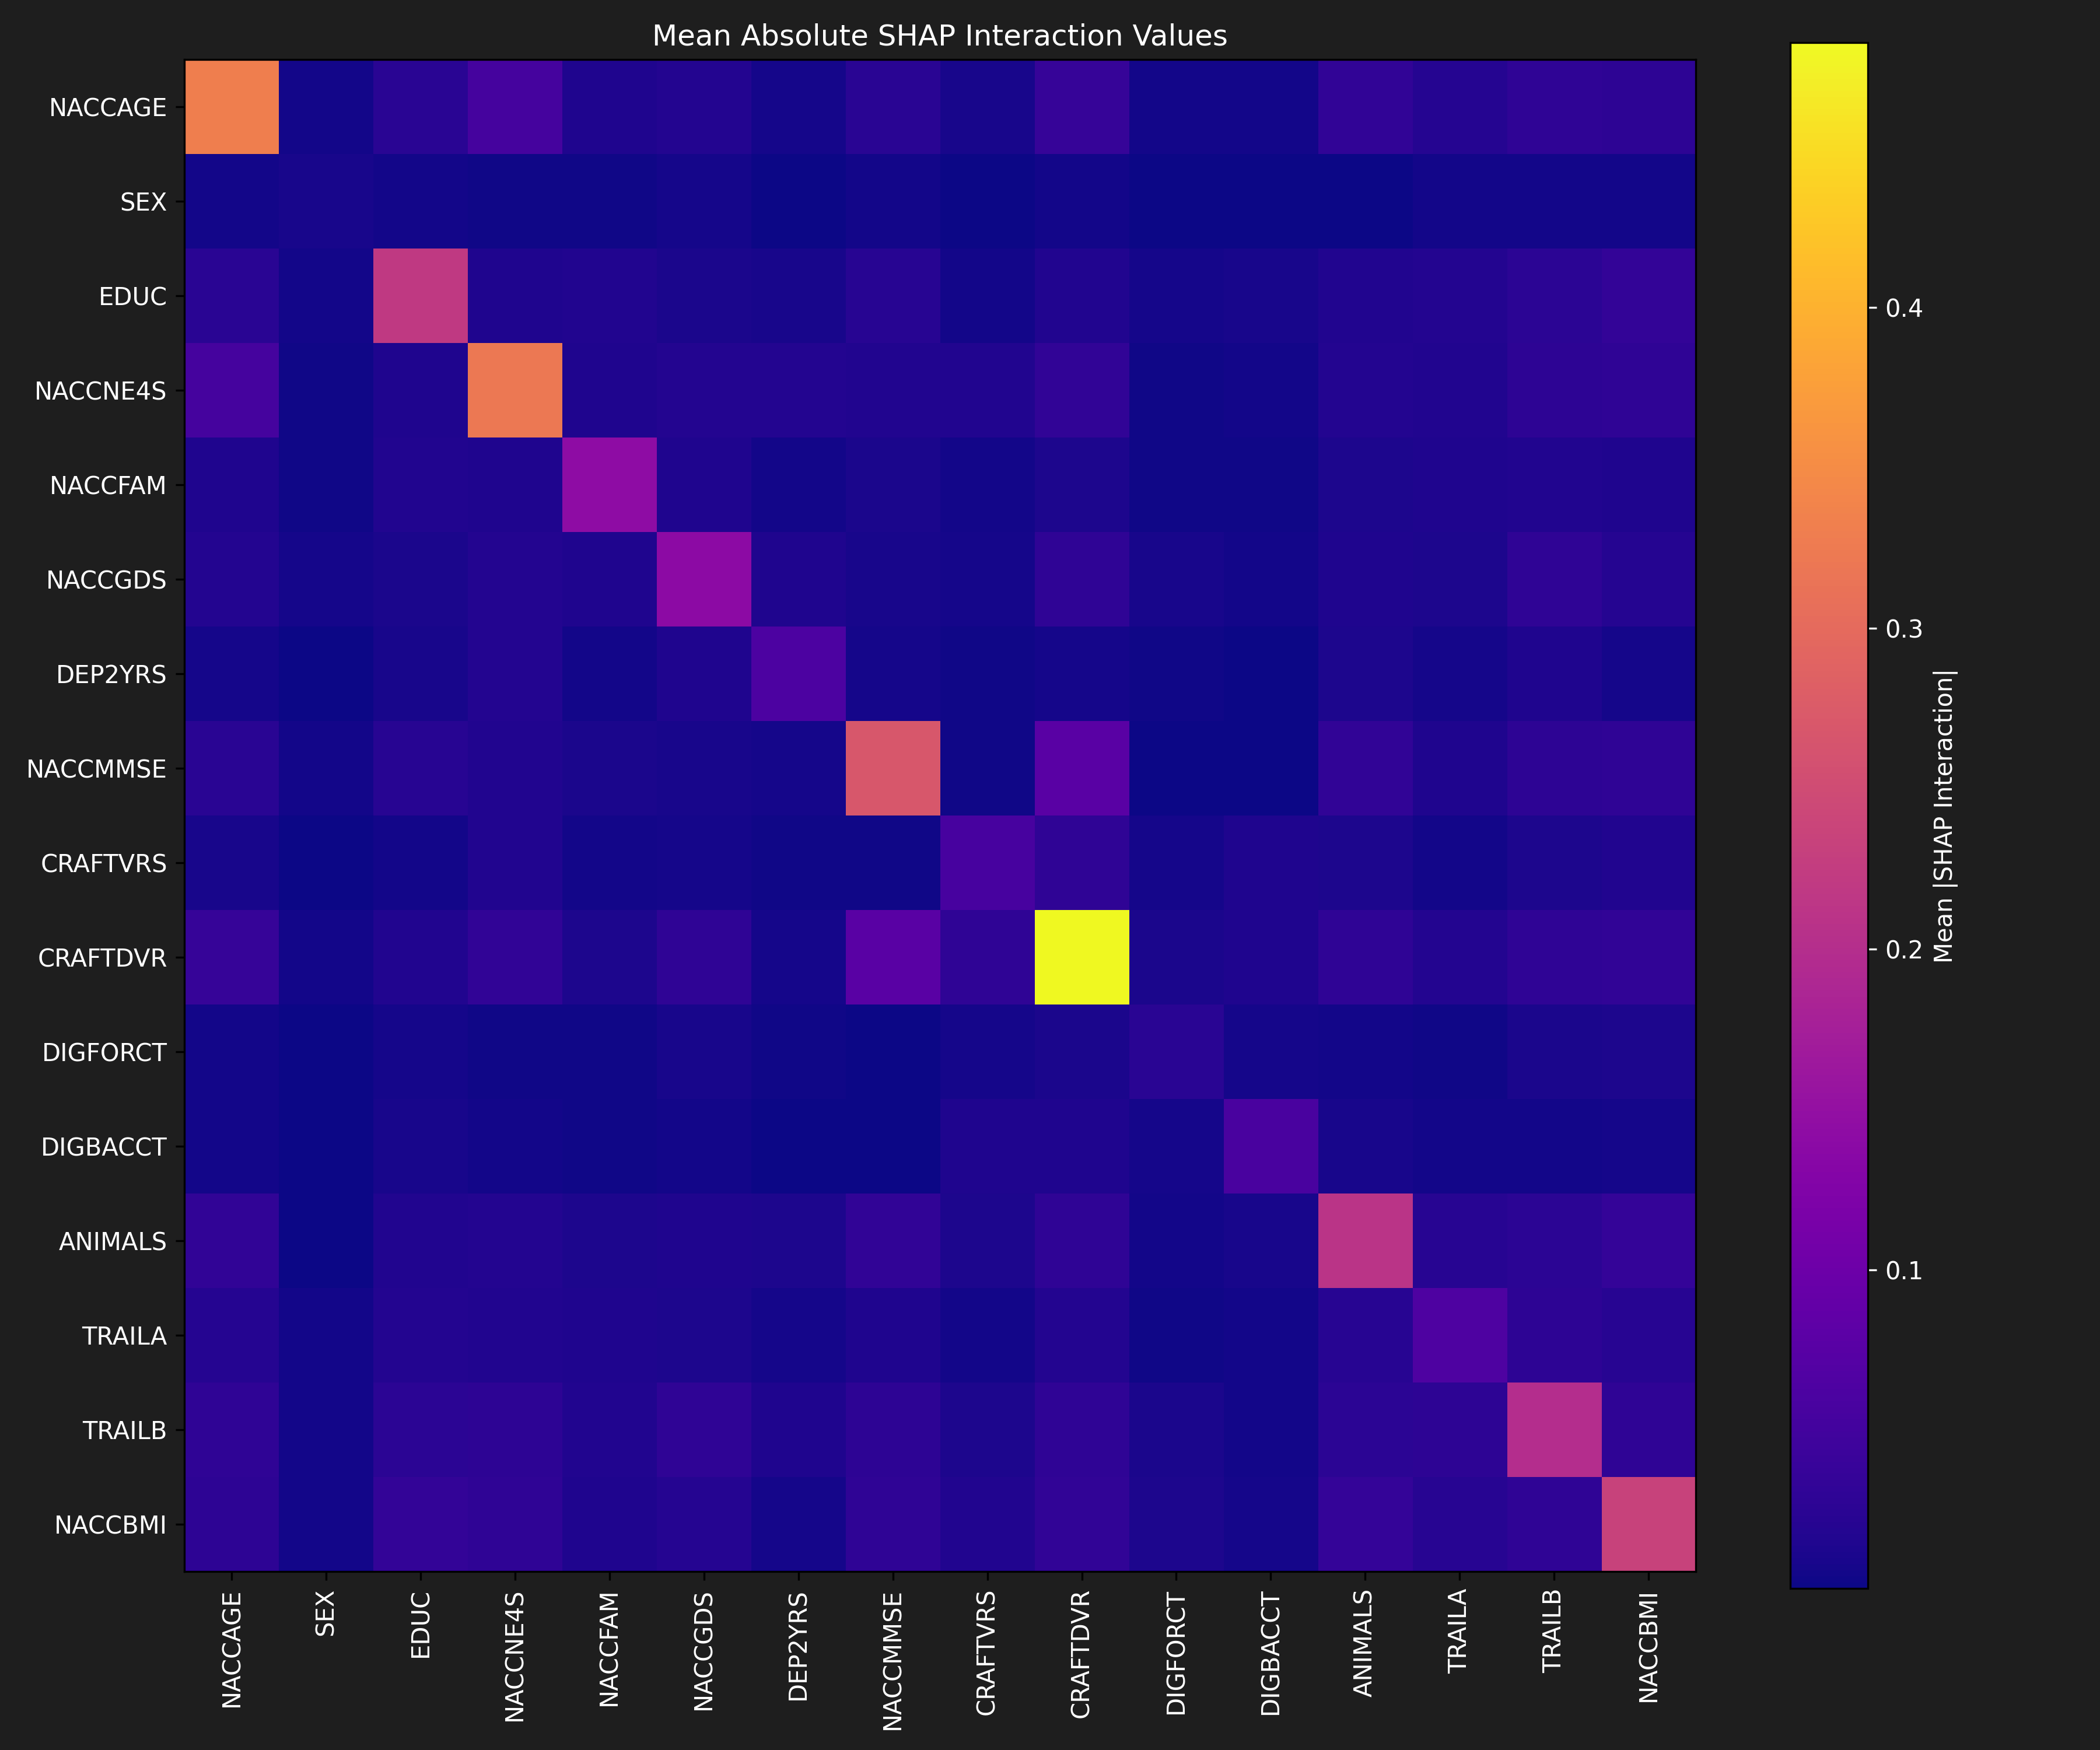 Mean Absolute SHAP Interaction Values
NACCAGE
SEX
EDUC
NACCNE4S
NACCFAM
NACCGDS
DEP2YRS
NACCMMSE
CRAFTVRS
CRAFTDVR
DIGFORCT
DIGBACCT
ANIMALS
TRAILA
TRAILB
NACCBMI
NACCAGE
SEX
EDUC
NACCNE4S
NACCFAM
NACCGDS
DEP2YRS
NACCMMSE
CRAFTVRS
CRAFTDVR
DIGFORCT
DIGBACCT
ANIMALS
TRAILA
TRAILB
NACCBMI
0.4
0.3
0.2
0.1
Mean |SHAP Interaction|